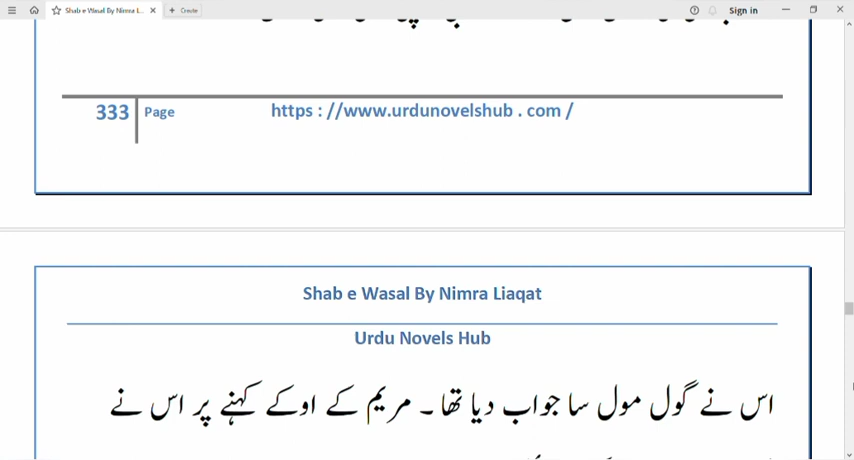 Shab e Wasal By Nimra L...
Create
Sign in
333 Page https : //www.urdunovelshub . com /
Shab e Wasal By Nimra Liaqat
Urdu Novels Hub
اس نے گول مول سا جواب دیا تھا ۔ مریم کے اوکے کہنے پر اس نے